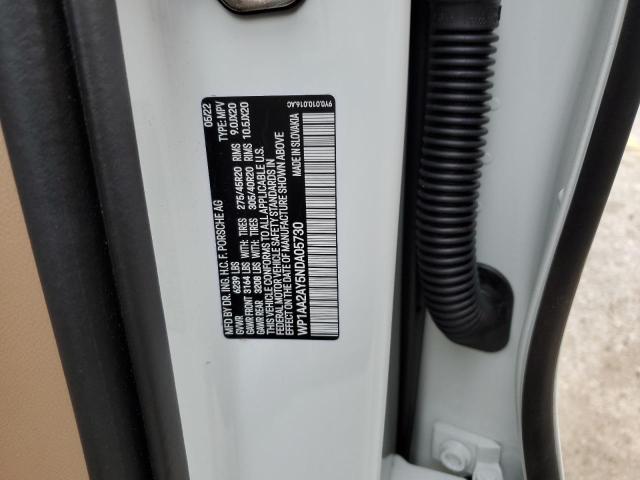 MFD BY DR. ING. H.C. F. PORSCHE AG 05/22
GVWR 6239 LBS TYPE: MPV
GAWR FRONT 3164 LBS WITH: TIRES 275/45R20 RIMS 9.0JX20
GAWR REAR 3208 LBS WITH: TIRES 305/40R20 RIMS 10.5JX20
THIS VEHICLE CONFORMS TO ALL APPLICABLE U.S.
FEDERAL MOTOR VEHICLE SAFETY STANDARDS IN
EFFECT ON THE DATE OF MANUFACTURE SHOWN ABOVE
WP1AA2AY5NDA05730 MADE IN SLOVAKIA
9Y0.010.016.AC